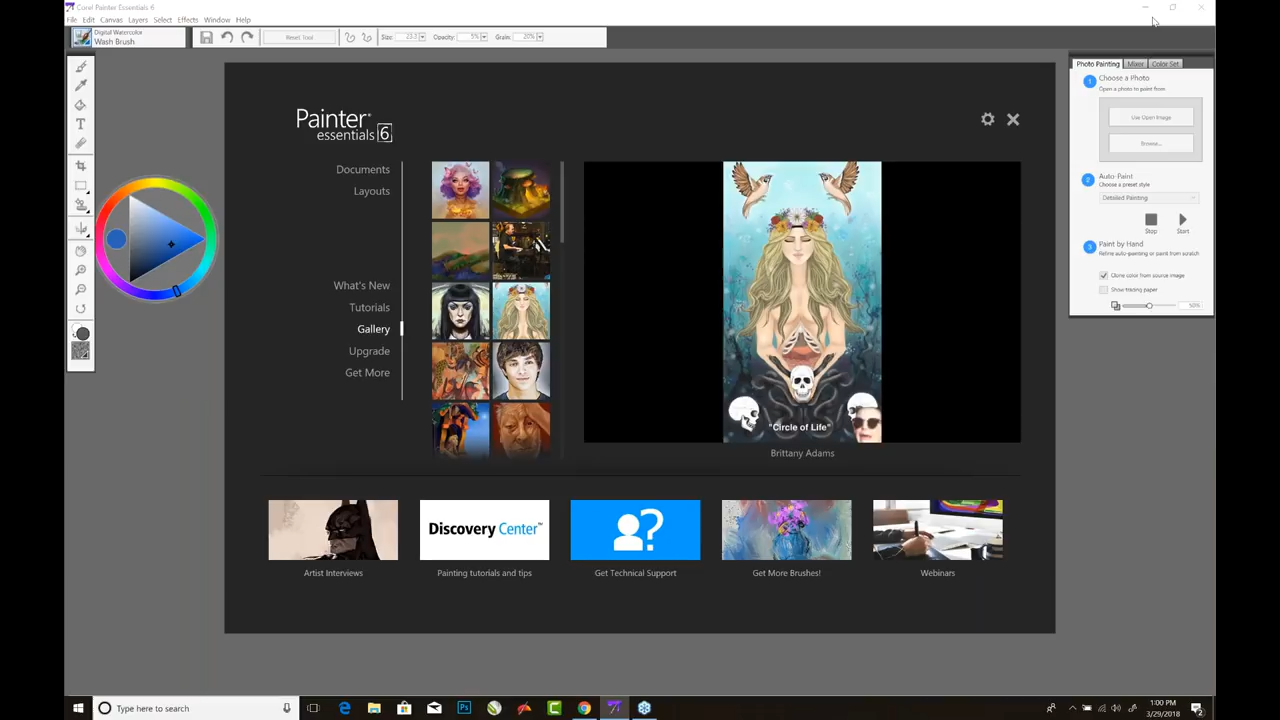 Corel Painter Essentials 6
File Edit Canvas Layers Select Effects Window Help
Digital Watercolor
Wash Brush
Reset Tool
Size: 23.3
Opacity: 5%
Grain: 20%
Photo Painting
Mixer
Color Set
1
Choose a Photo
Open a photo to paint from
Use Open Image
Browse...
2
Auto-Paint
Choose a preset style
Detailed Painting
Stop
Start
3
Paint by Hand
Refine auto-painting or paint from scratch
Clone color from source image
Show tracing paper
50%
Painter®
essentials 6
Documents
Layouts
What's New
Tutorials
Gallery
Upgrade
Get More
"Circle of Life"
Brittany Adams
Discovery Center™
Artist Interviews
Painting tutorials and tips
Get Technical Support
Get More Brushes!
Webinars
Type here to search
Ps
1:00 PM
3/29/2018
2